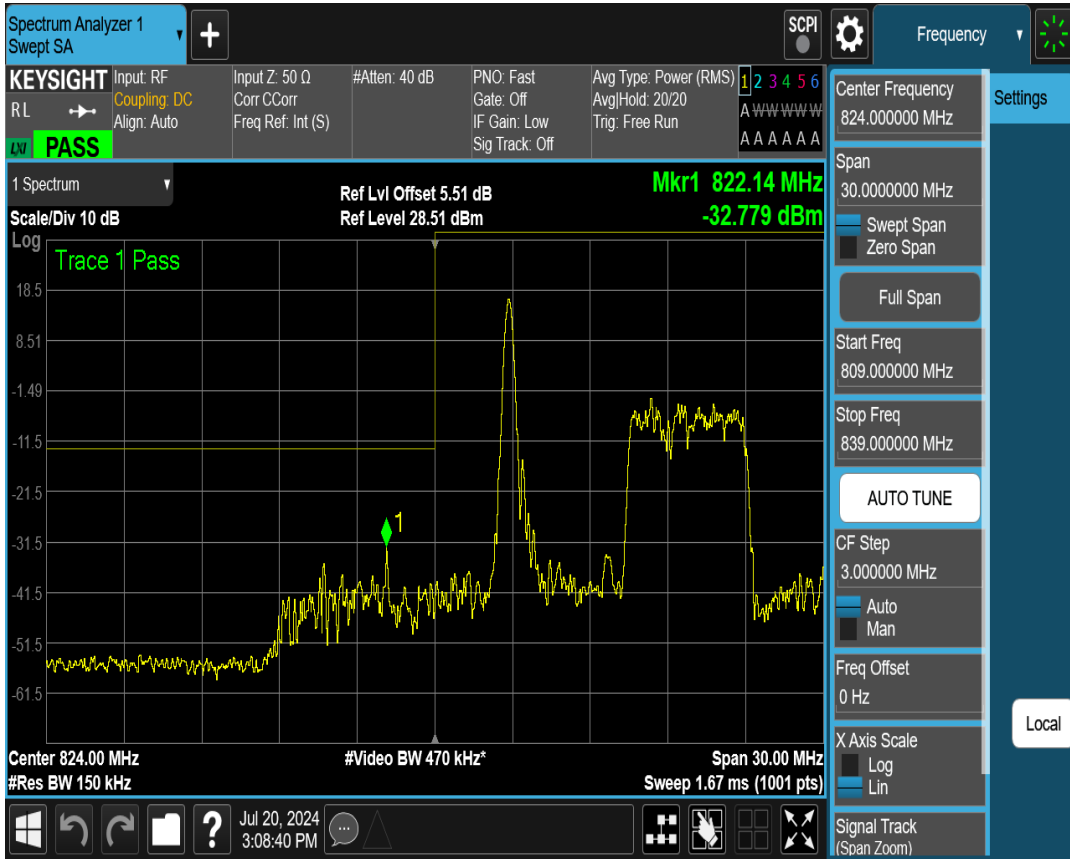 Spectrum Analyzer 1
Swept SA
+
SCPI
Frequency
KEYSIGHT
RL
LXI PASS
Input: RF
Coupling: DC
Align: Auto
Input Z: 50 Ω
Corr CCorr
Freq Ref: Int (S)
#Atten: 40 dB
PNO: Fast
Gate: Off
IF Gain: Low
Sig Track: Off
Avg Type: Power (RMS)
Avg|Hold: 20/20
Trig: Free Run
1 2 3 4 5 6
A W W W W W
A A A A A A
1 Spectrum
Scale/Div 10 dB
Log
Ref Lvl Offset 5.51 dB
Ref Level 28.51 dBm
Mkr1 822.14 MHz
-32.779 dBm
Trace 1 Pass
18.5
8.51
-1.49
-11.5
-21.5
-31.5
-41.5
-51.5
-61.5
1
Center 824.00 MHz
#Res BW 150 kHz
#Video BW 470 kHz*
Span 30.00 MHz
Sweep 1.67 ms (1001 pts)
?
Jul 20, 2024
3:08:40 PM
Center Frequency
824.000000 MHz
Span
30.0000000 MHz
Swept Span
Zero Span
Full Span
Start Freq
809.000000 MHz
Stop Freq
839.000000 MHz
AUTO TUNE
CF Step
3.000000 MHz
Auto
Man
Freq Offset
0 Hz
X Axis Scale
Log
Lin
Signal Track
(Span Zoom)
Settings
Local